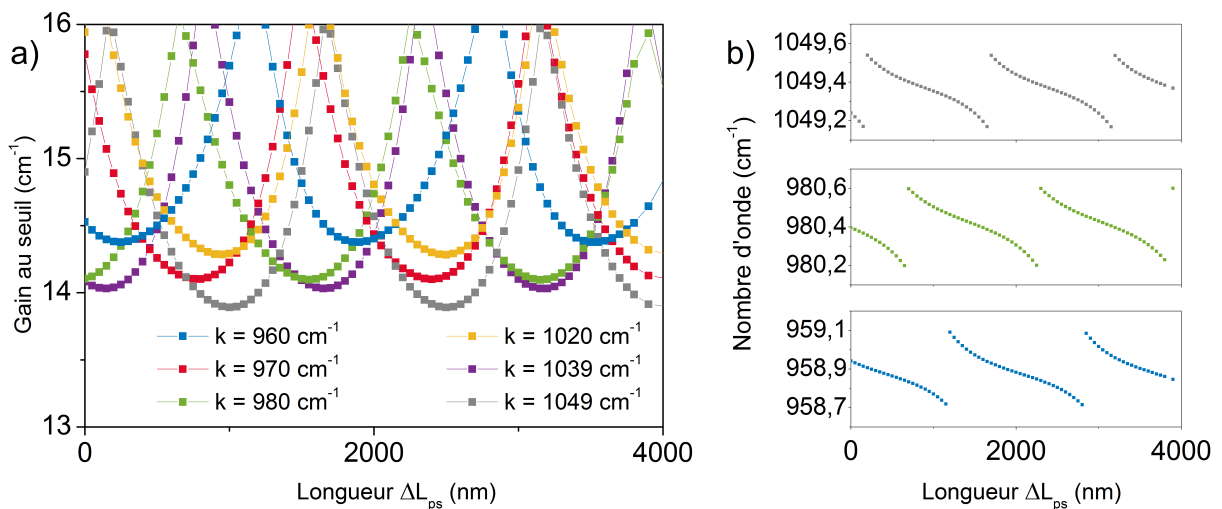 a)
Gain au seuil (cm⁻¹)
16
15
14
13
k = 960 cm⁻¹
k = 970 cm⁻¹
k = 980 cm⁻¹
k = 1020 cm⁻¹
k = 1039 cm⁻¹
k = 1049 cm⁻¹
0 2000 4000
Longueur ΔLps (nm)
b)
Nombre d'onde (cm⁻¹)
1049,6
1049,4
1049,2
980,6
980,4
980,2
959,1
958,9
958,7
0 2000 4000
Longueur ΔLps (nm)